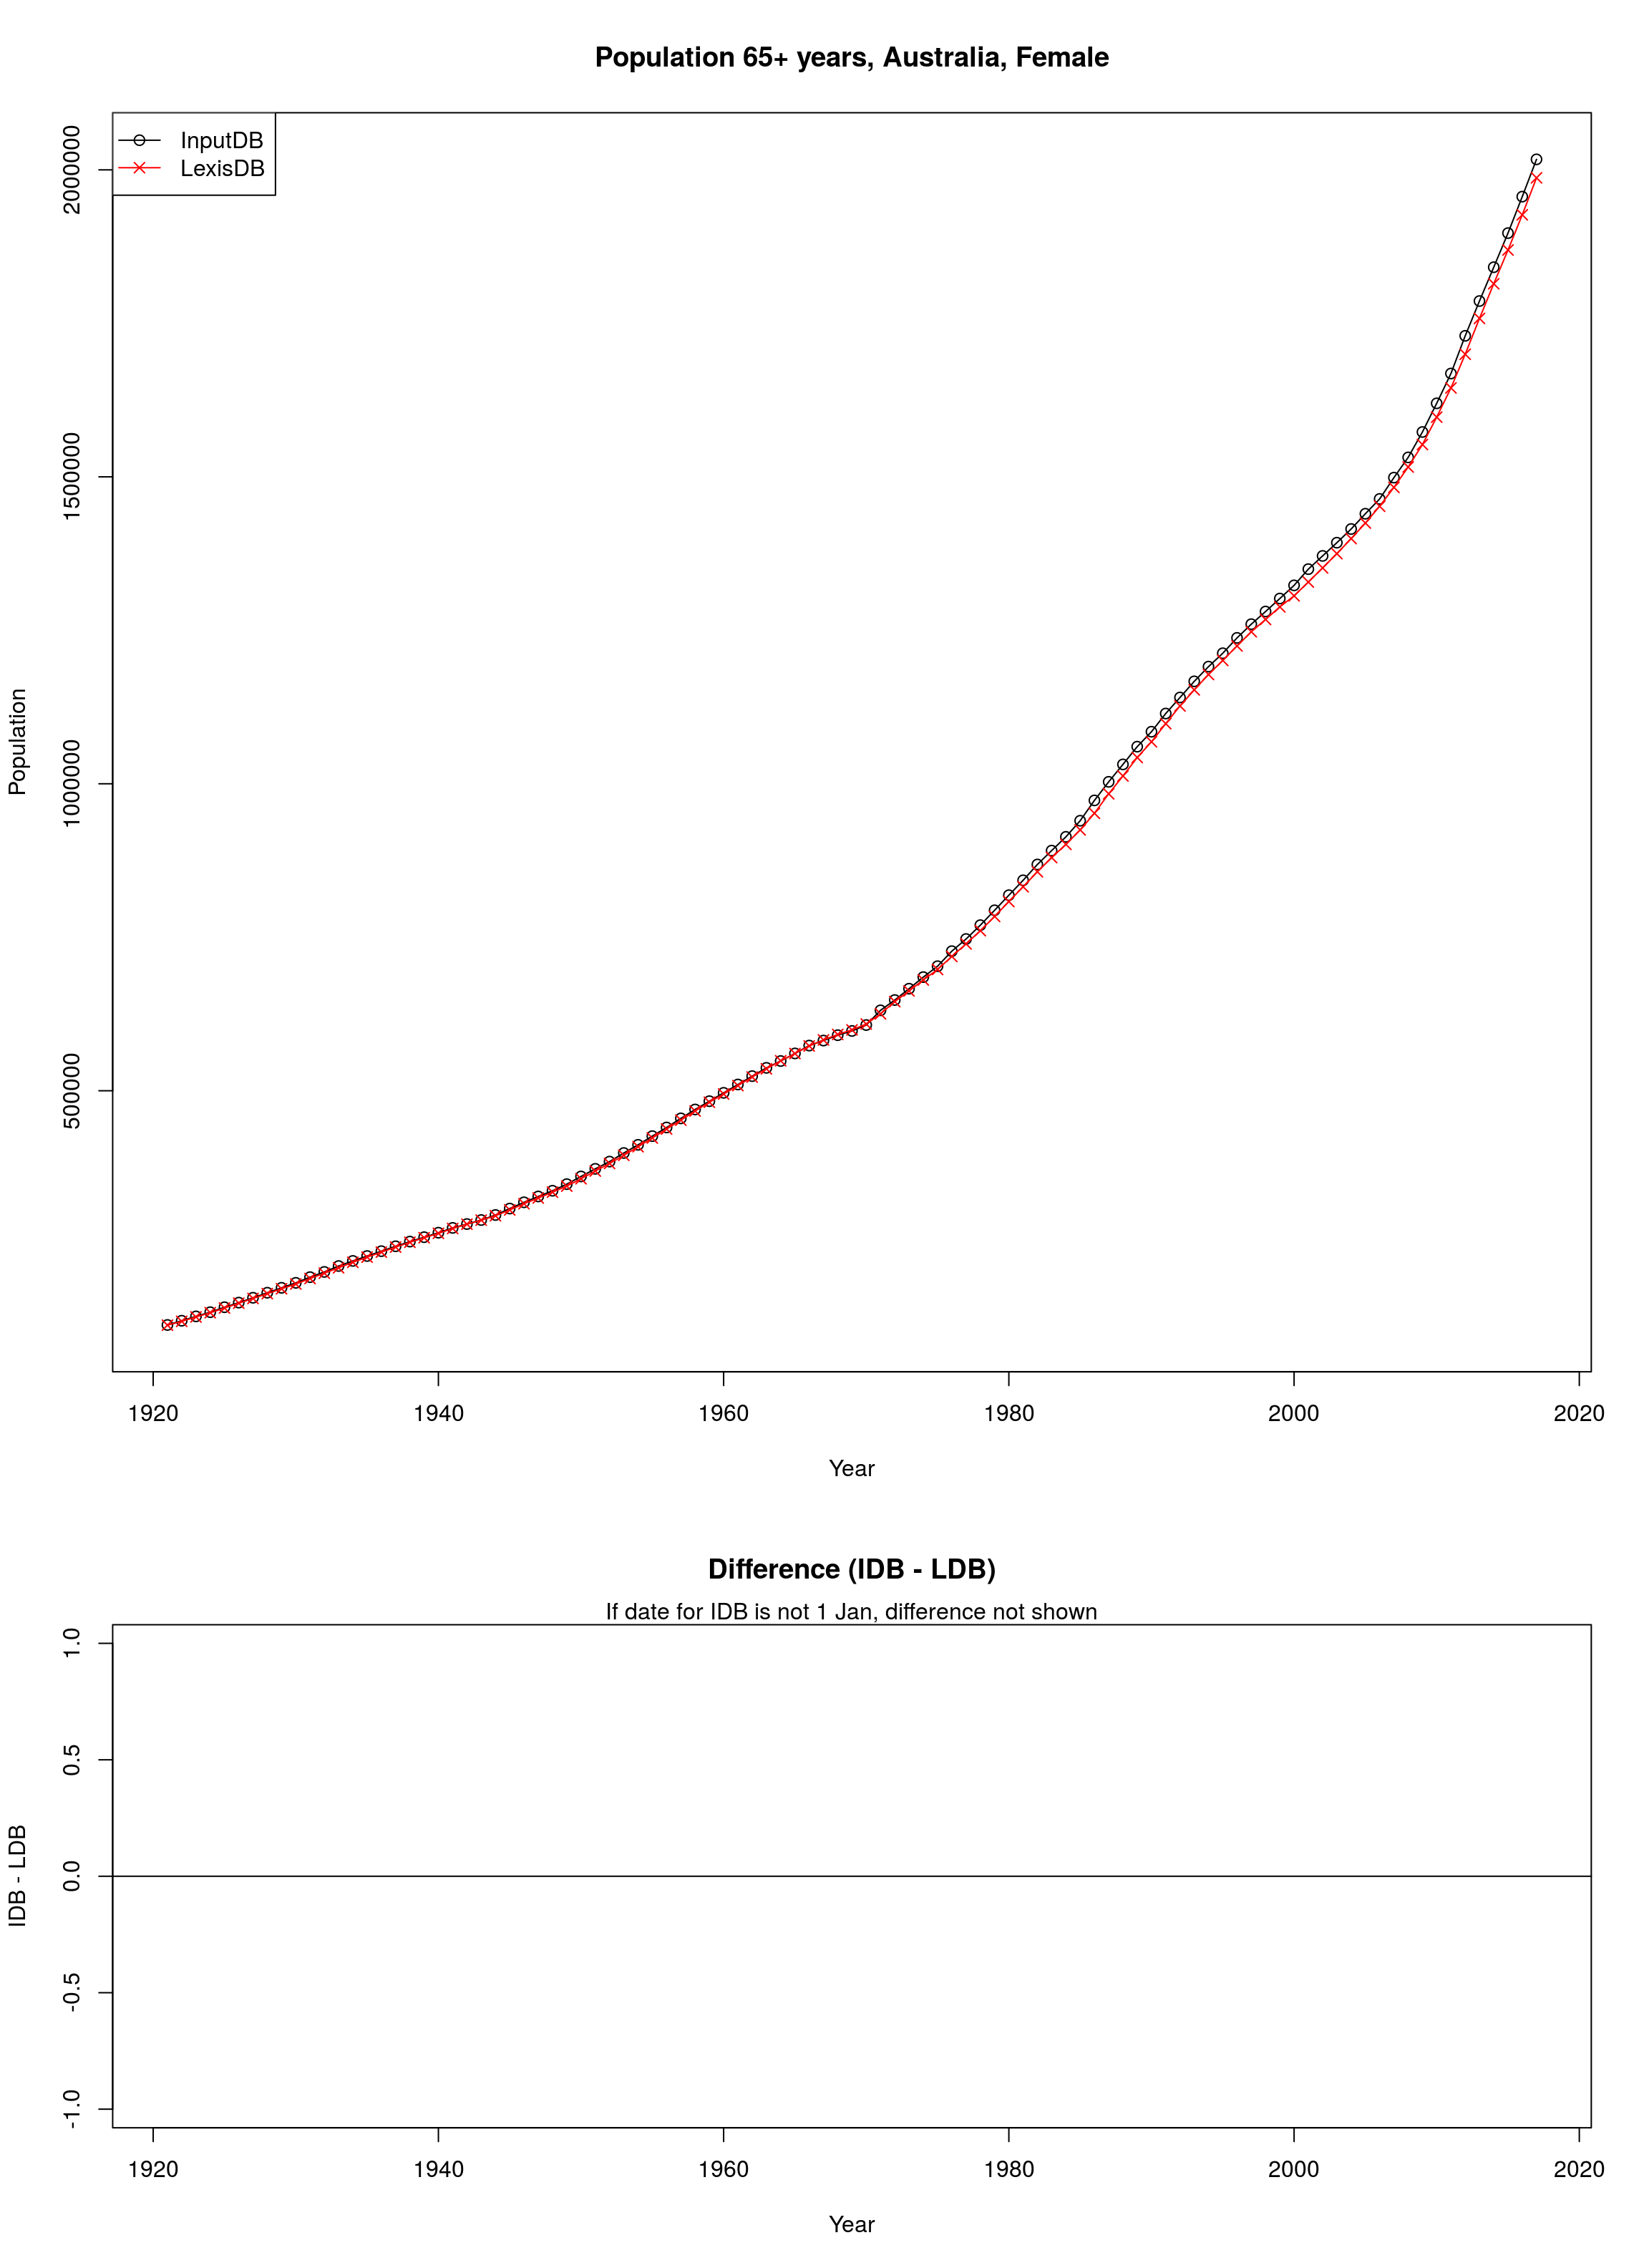 Population 65+ years, Australia, Female
InputDB
LexisDB
2000000
1500000
1000000
500000
Population
1920 1940 1960 1980 2000 2020
Year
Difference (IDB - LDB)
If date for IDB is not 1 Jan, difference not shown
1.0
0.5
0.0
-0.5
-1.0
IDB - LDB
1920 1940 1960 1980 2000 2020
Year